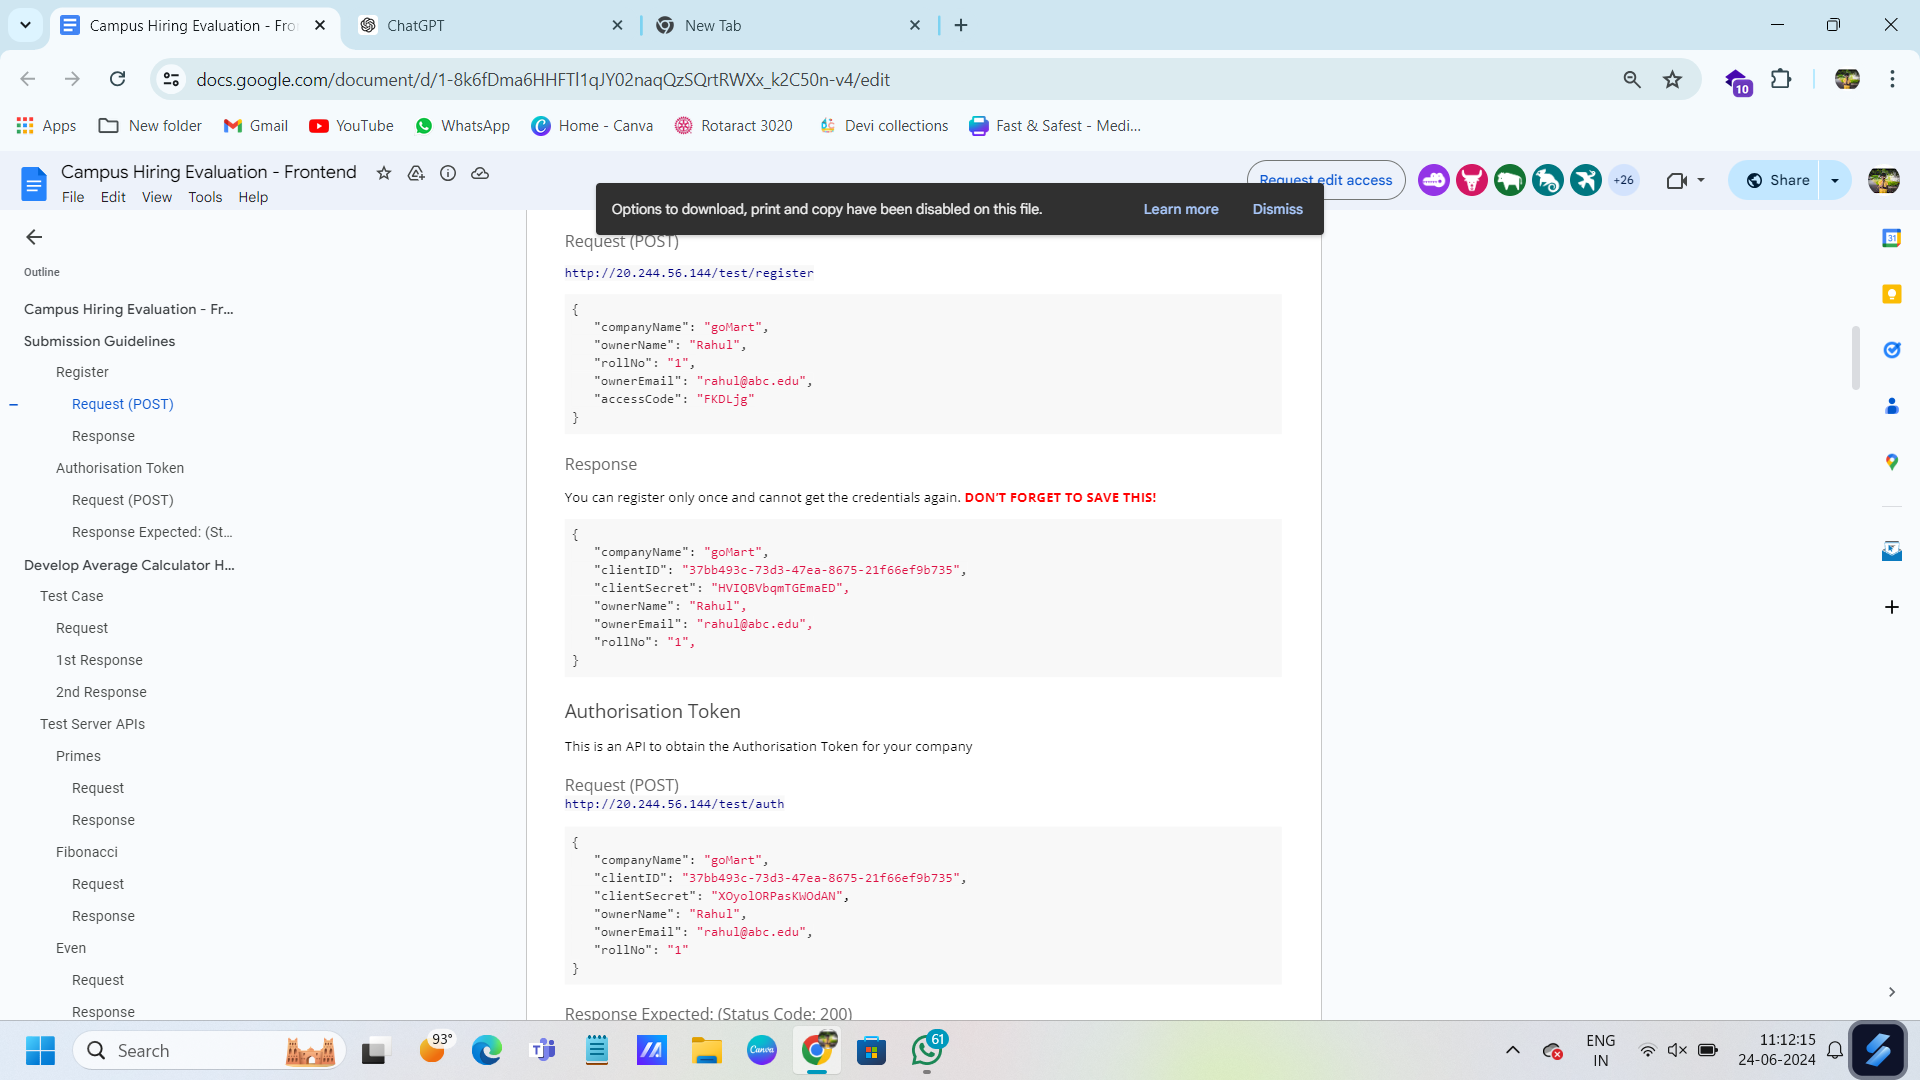 Campus Hiring Evaluation - Fro
ChatGPT
New Tab
docs.google.com/document/d/1-8k6fDma6HHFTl1qJY02naqQzSQrtRWXx_k2C50n-v4/edit
10
Apps
New folder
Gmail
YouTube
WhatsApp
Home - Canva
Rotaract 3020
Devi collections
Fast & Safest - Medi...
Campus Hiring Evaluation - Frontend
File Edit View Tools Help
Request edit access
+26
Share
Options to download, print and copy have been disabled on this file.
Learn more
Dismiss
Outline
Campus Hiring Evaluation - Fr...
Submission Guidelines
Register
Request (POST)
Response
Authorisation Token
Request (POST)
Response Expected: (St...
Develop Average Calculator H...
Test Case
Request
1st Response
2nd Response
Test Server APIs
Primes
Request
Response
Fibonacci
Request
Response
Even
Request
Response
Request (POST)
http://20.244.56.144/test/register
{
"companyName": "goMart",
"ownerName": "Rahul",
"rollNo": "1",
"ownerEmail": "rahul@abc.edu",
"accessCode": "FKDLjg"
}
Response
You can register only once and cannot get the credentials again. DON'T FORGET TO SAVE THIS!
{
"companyName": "goMart",
"clientID": "37bb493c-73d3-47ea-8675-21f66ef9b735",
"clientSecret": "HVIQBVbqmTGEmaED",
"ownerName": "Rahul",
"ownerEmail": "rahul@abc.edu",
"rollNo": "1",
}
Authorisation Token
This is an API to obtain the Authorisation Token for your company
Request (POST)
http://20.244.56.144/test/auth
{
"companyName": "goMart",
"clientID": "37bb493c-73d3-47ea-8675-21f66ef9b735",
"clientSecret": "XOyolORPasKWOdAN",
"ownerName": "Rahul",
"ownerEmail": "rahul@abc.edu",
"rollNo": "1"
}
Response Expected: (Status Code: 200)
31
Search
93°
Canva
61
ENG
IN
11:12:15
24-06-2024